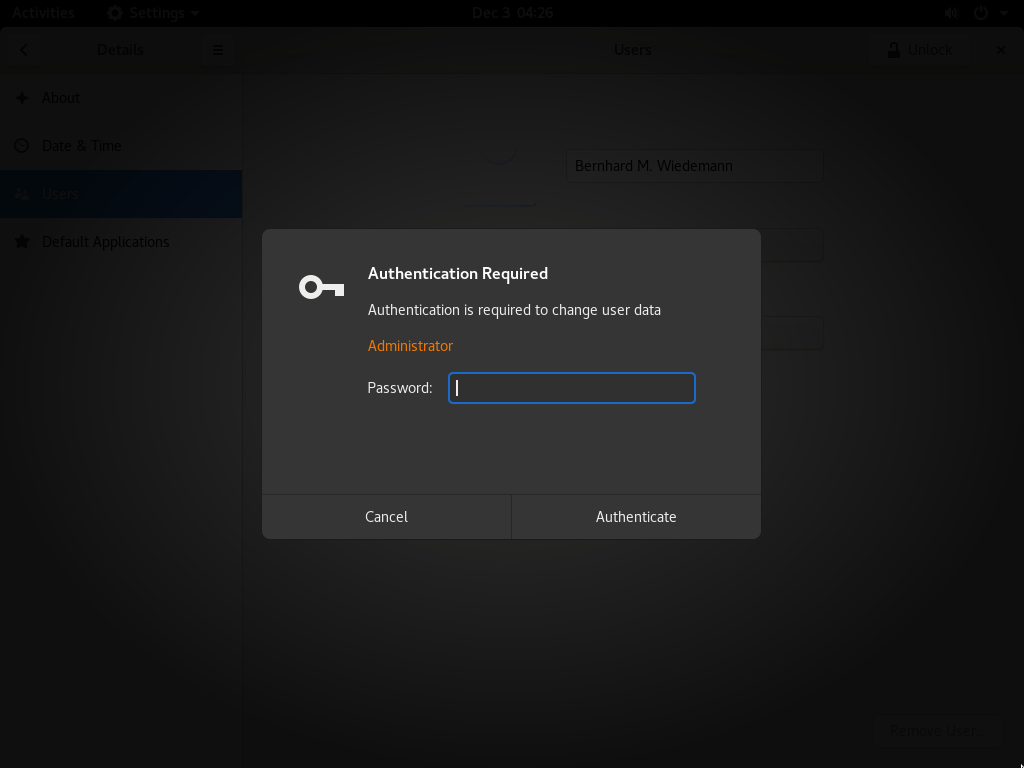 Activities Settings Dec 3 04:26
Details Users Unlock
About
Date & Time
Bernhard M. Wiedemann
Users
Default Applications
Authentication Required
Authentication is required to change user data
Administrator
Password:
Cancel Authenticate
Remove User...